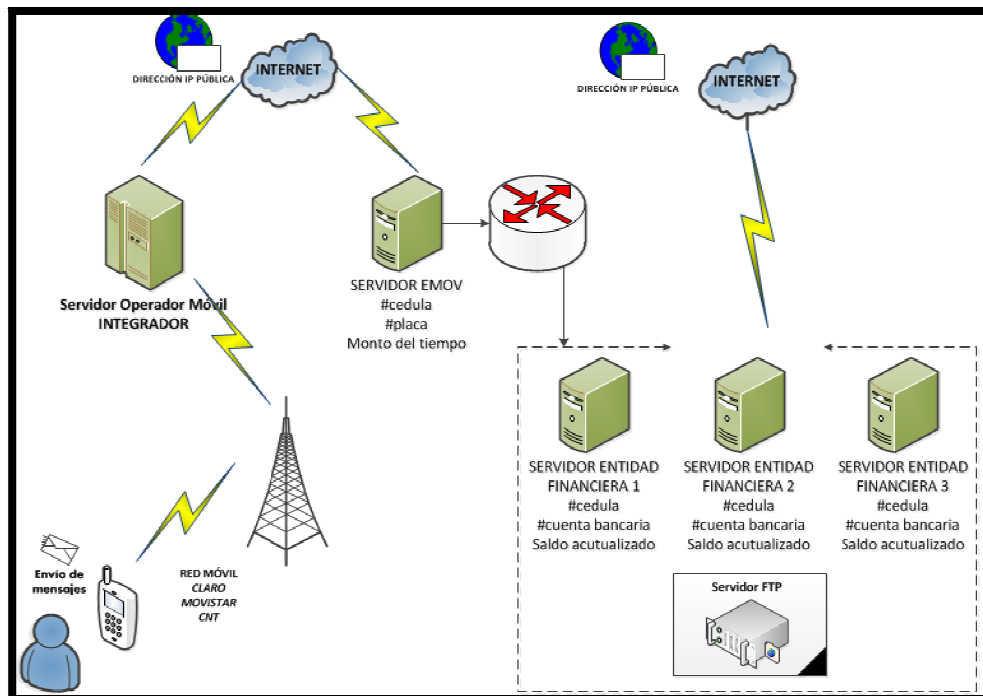 INTERNET
DIRECCIÓN IP PÚBLICA
INTERNET
DIRECCIÓN IP PÚBLICA
Servidor Operador Móvil
INTEGRADOR
SERVIDOR EMOV
#cedula
#placa
Monto del tiempo
SERVIDOR ENTIDAD
FINANCIERA 1
#cedula
#cuenta bancaria
Saldo acutualizado
SERVIDOR ENTIDAD
FINANCIERA 2
#cedula
#cuenta bancaria
Saldo acutualizado
SERVIDOR ENTIDAD
FINANCIERA 3
#cedula
#cuenta bancaria
Saldo acutualizado
Envío de
mensajes
RED MÓVIL
CLARO
MOVISTAR
CNT
Servidor FTP